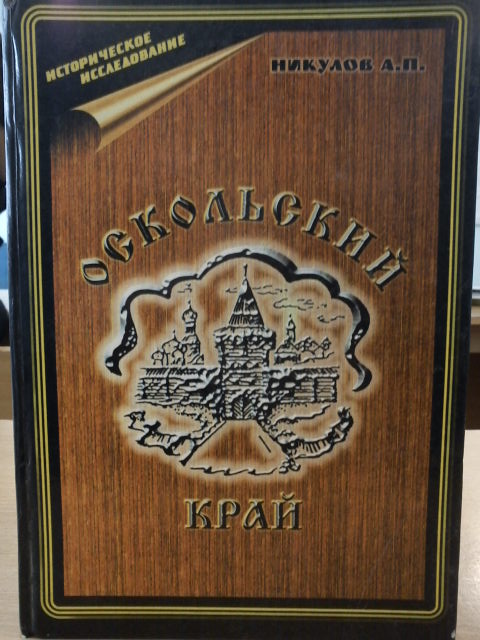 ИСТОРИЧЕСКОЕ
ИССЛЕДОВАНИЕ
НИКУЛОВ А.П.
ОСКОЛЬСКИЙ
КРАЙ